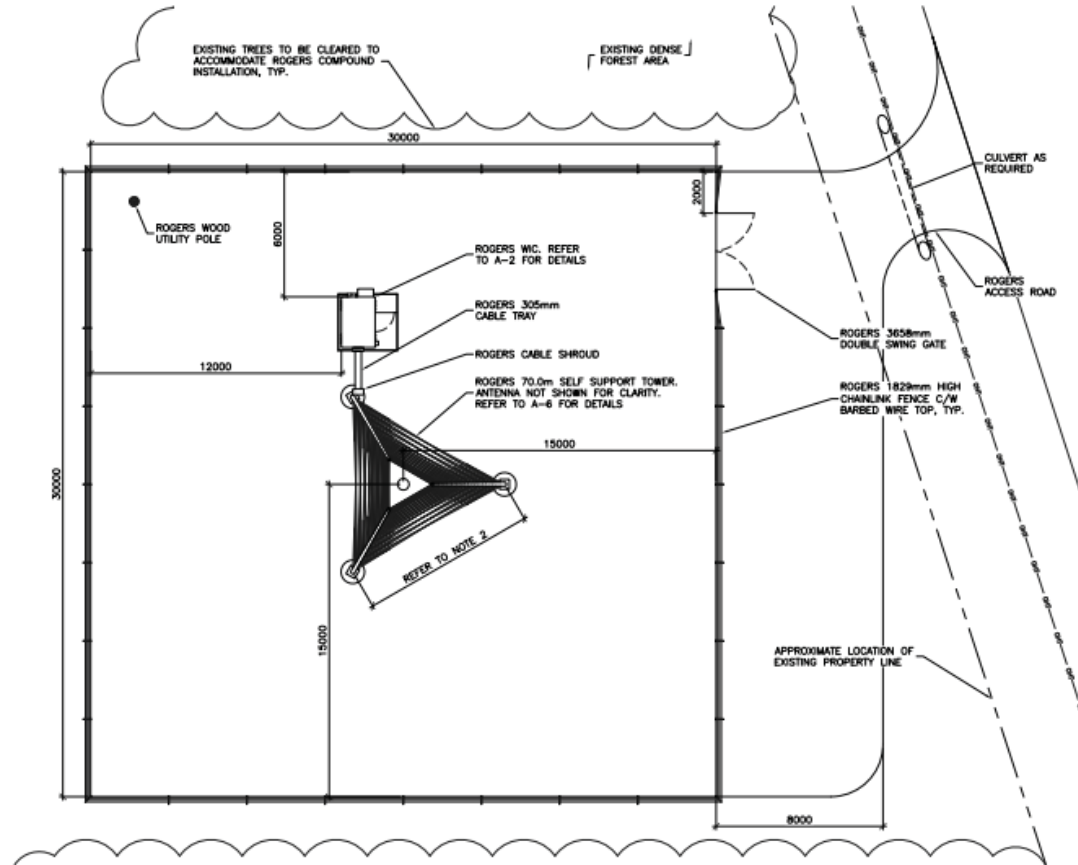 EXISTING TREES TO BE CLEARED TO
ACCOMMODATE ROGERS COMPOUND
INSTALLATION, TYP.
EXISTING DENSE
FOREST AREA
30000
CULVERT AS
REQUIRED
2000
ROGERS WOOD
UTILITY POLE
6000
ROGERS WIC. REFER
TO A-2 FOR DETAILS
ROGERS
ACCESS ROAD
ROGERS 305mm
CABLE TRAY
ROGERS 3658mm
DOUBLE SWING GATE
ROGERS CABLE SHROUD
12000
ROGERS 70.0m SELF SUPPORT TOWER.
ANTENNA NOT SHOWN FOR CLARITY.
REFER TO A-6 FOR DETAILS
ROGERS 1829mm HIGH
CHAINLINK FENCE C/W
BARBED WIRE TOP, TYP.
15000
30000
REFER TO NOTE 2
15000
APPROXIMATE LOCATION OF
EXISTING PROPERTY LINE
8000